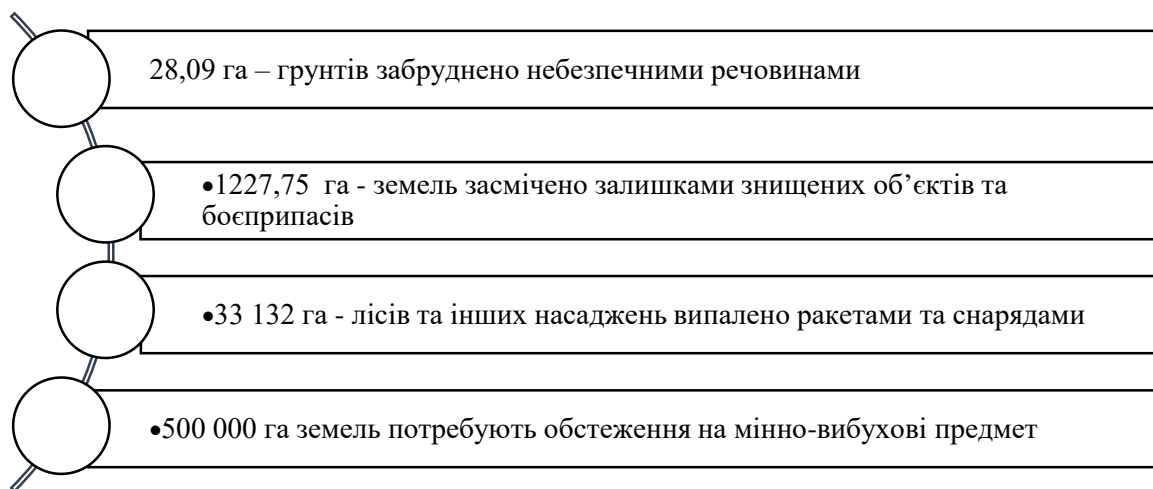 28,09 га – грунтів забруднено небезпечними речовинами
•1227,75 га - земель засмічено залишками знищених об’єктів та
боєприпасів
•33 132 га - лісів та інших насаджень випалено ракетами та снарядами
•500 000 га земель потребують обстеження на мінно-вибухові предмет